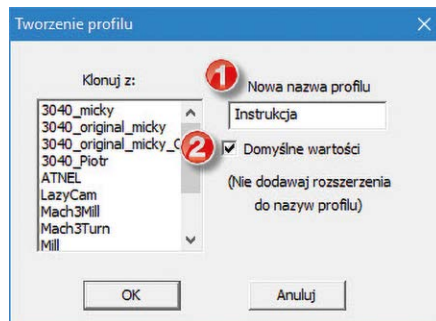 Tworzenie profilu
Klonuj z:
3040_micky
3040_original_micky
3040_original_micky_C
3040_Piotr
ATNEL
LazyCam
Mach3Mill
Mach3Turn
Mill
1
Nowa nazwa profilu
Instrukcja
2
Domyślne wartości
(Nie dodawaj rozszerzenia
do nazyw profilu)
OK
Anuluj